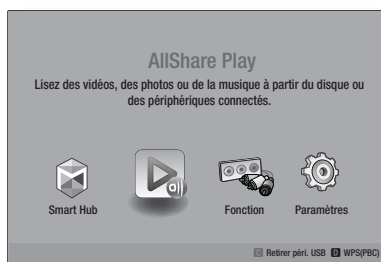 AllShare Play
Lisez des vidéos, des photos ou de la musique à partir du disque ou
des périphériques connectés.
Smart Hub
Fonction
Paramètres
C Retirer péri. USB D WPS(PBC)